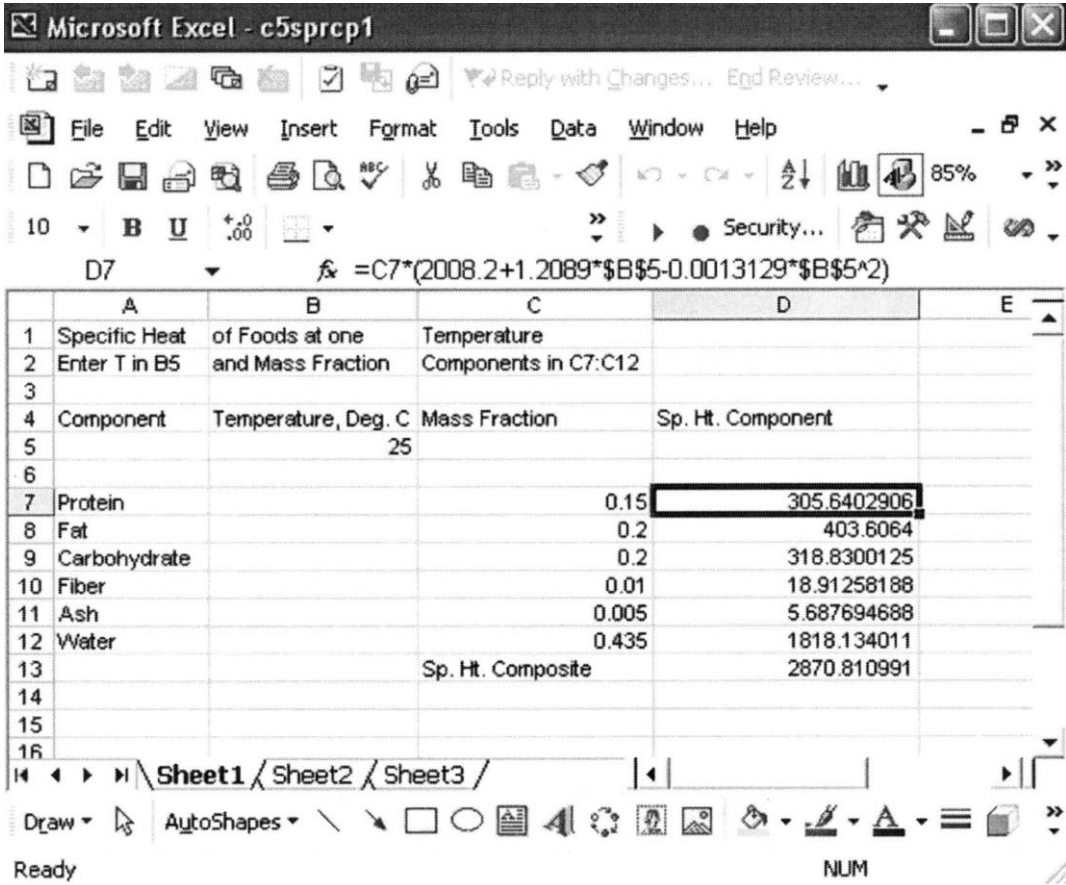 Microsoft Excel - c5sprcp1
Reply with Changes... End Review...
File Edit View Insert Format Tools Data Window Help
ABC A Z 85%
10 B U .0 .00 Security...
D7 fx =C7*(2008.2+1.2089*$B$5-0.0013129*$B$5^2)
A B C D E
1 Specific Heat of Foods at one Temperature
2 Enter T in B5 and Mass Fraction Components in C7:C12
3
4 Component Temperature, Deg. C Mass Fraction Sp. Ht. Component
5 25
6
7 Protein 0.15 305.6402906
8 Fat 0.2 403.6064
9 Carbohydrate 0.2 318.8300125
10 Fiber 0.01 18.91258188
11 Ash 0.005 5.687694688
12 Water 0.435 1818.134011
13 Sp. Ht. Composite 2870.810991
14
15
16
Sheet1 Sheet2 Sheet3
Draw AutoShapes A A
Ready NUM